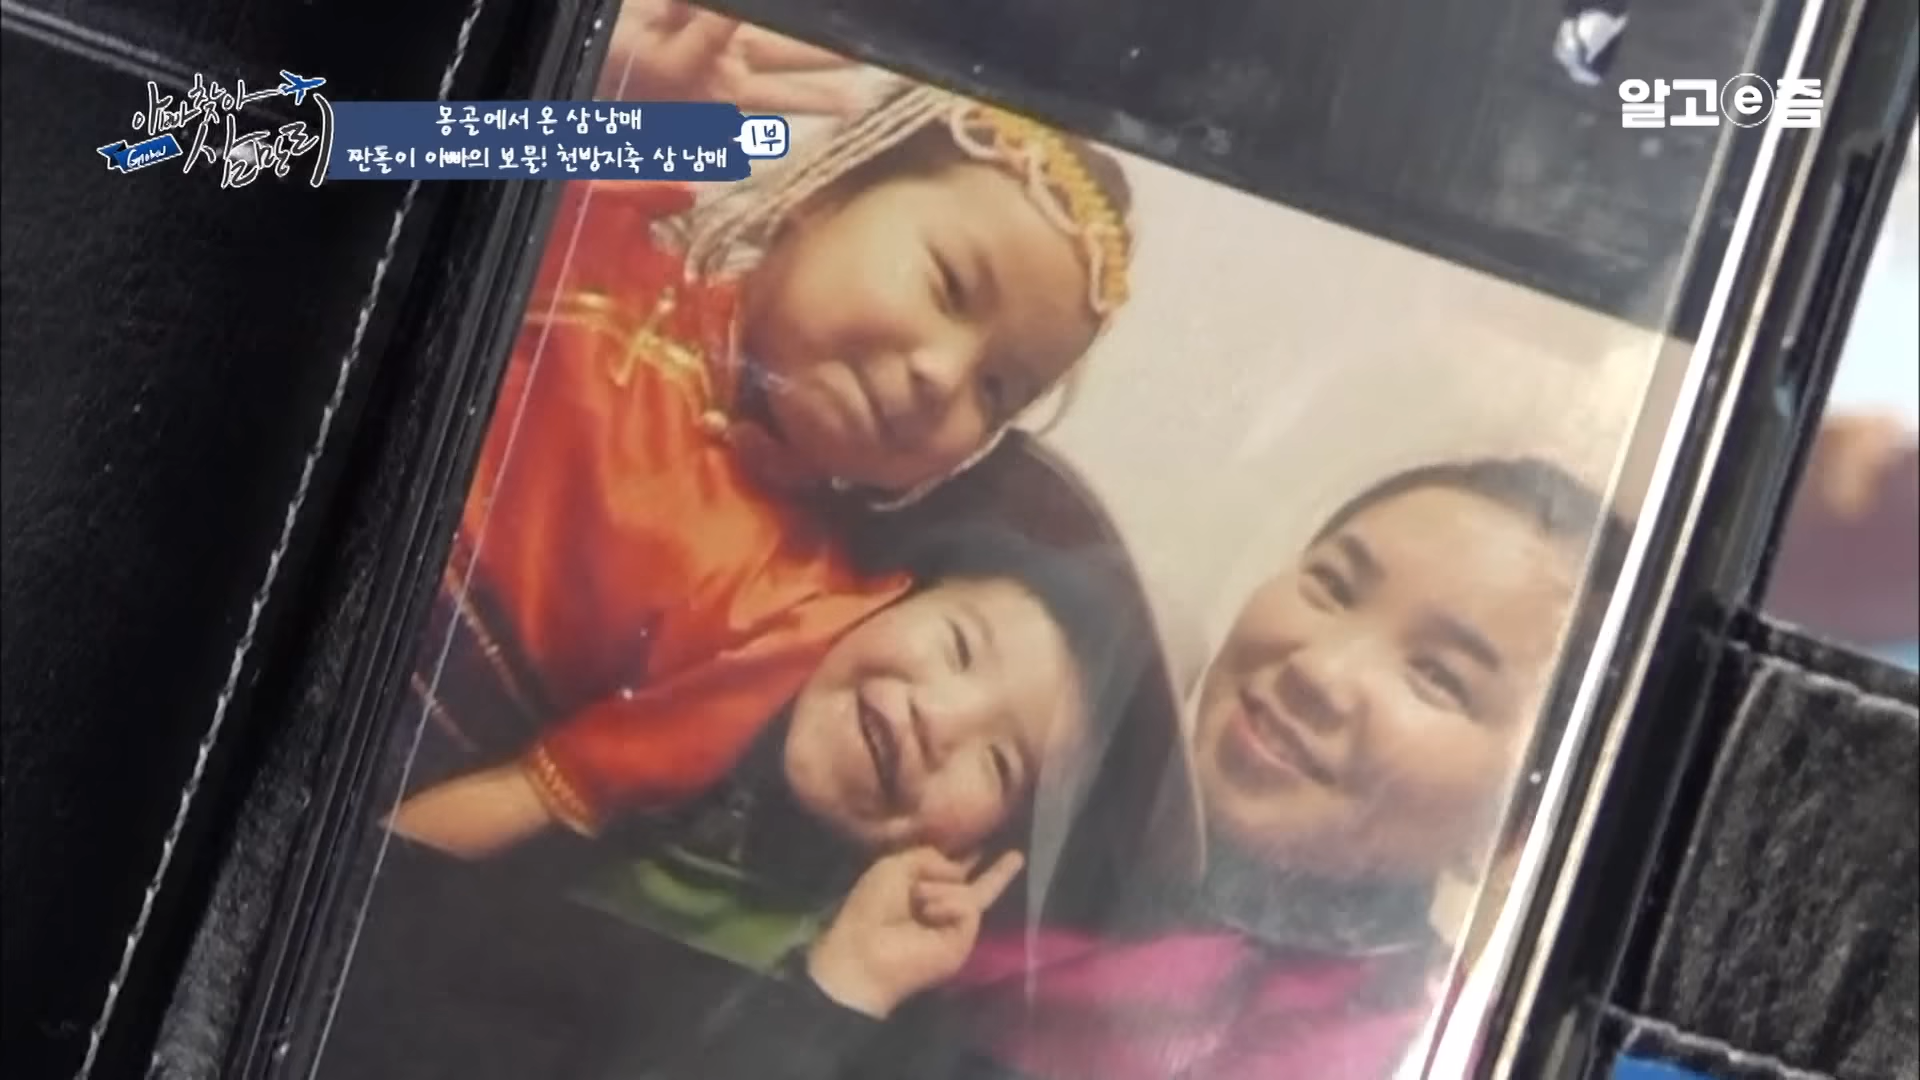 아빠 찾아
삼만리
Global
몽골에서 온 삼 남매
짠돌이 아빠의 보물! 천방지축 삼 남매
1부
알고e즘